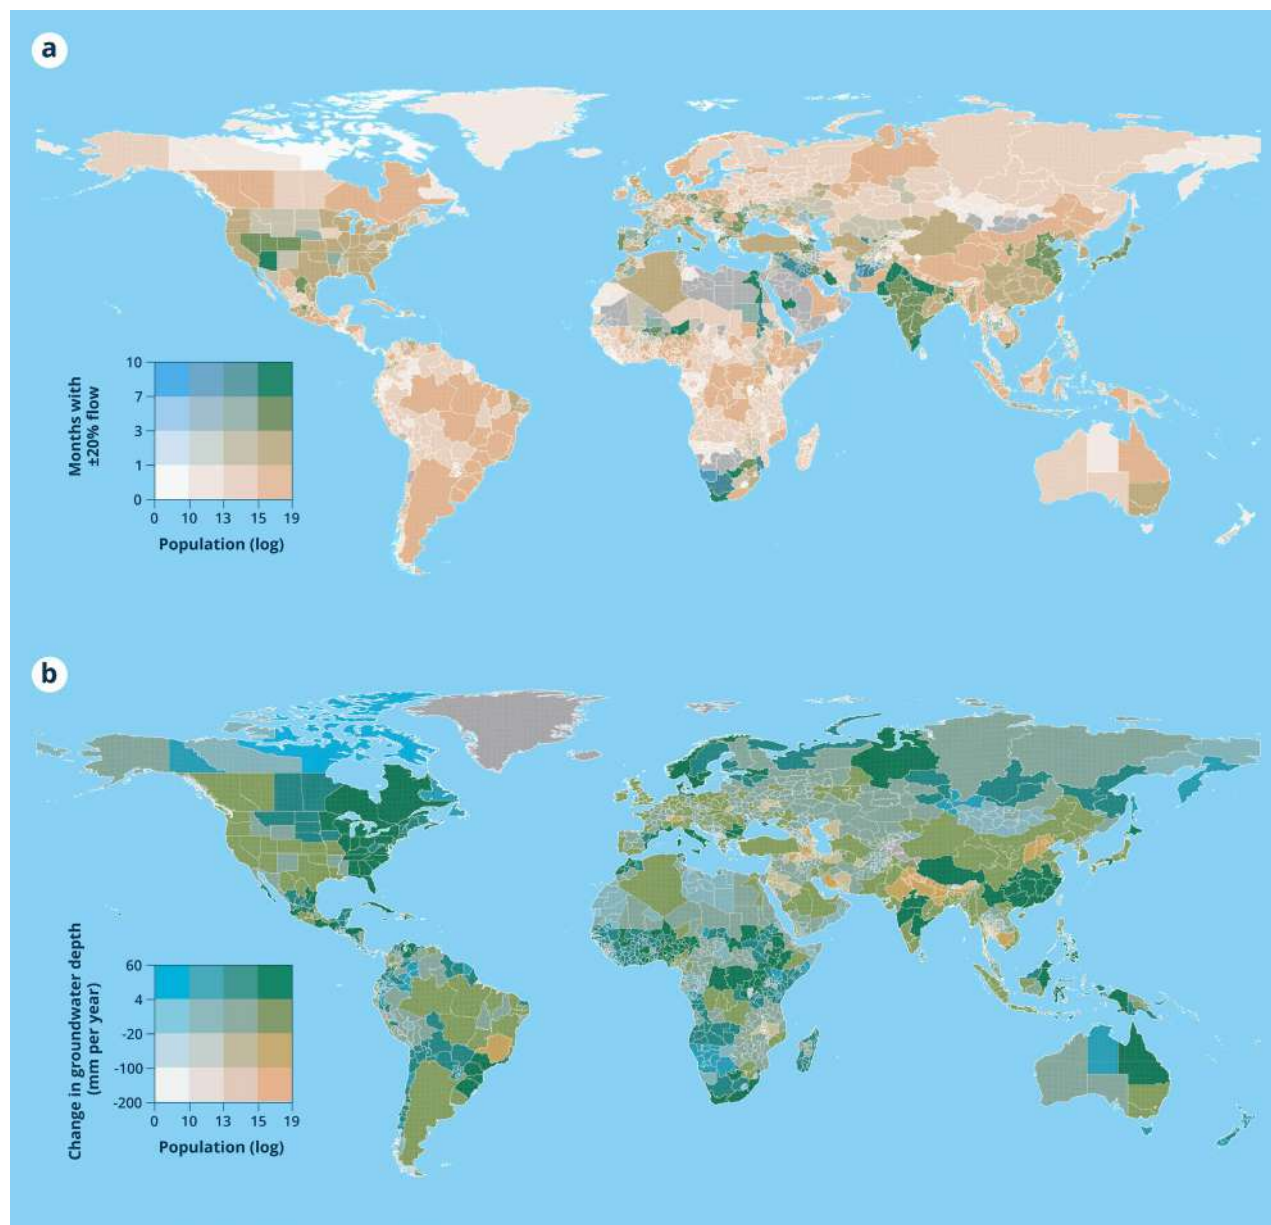 a
Months with
±20% flow
10
7
3
1
0
0 10 13 15 19
Population (log)
b
Change in groundwater depth
(mm per year)
60
4
-20
-100
-200
0 10 13 15 19
Population (log)